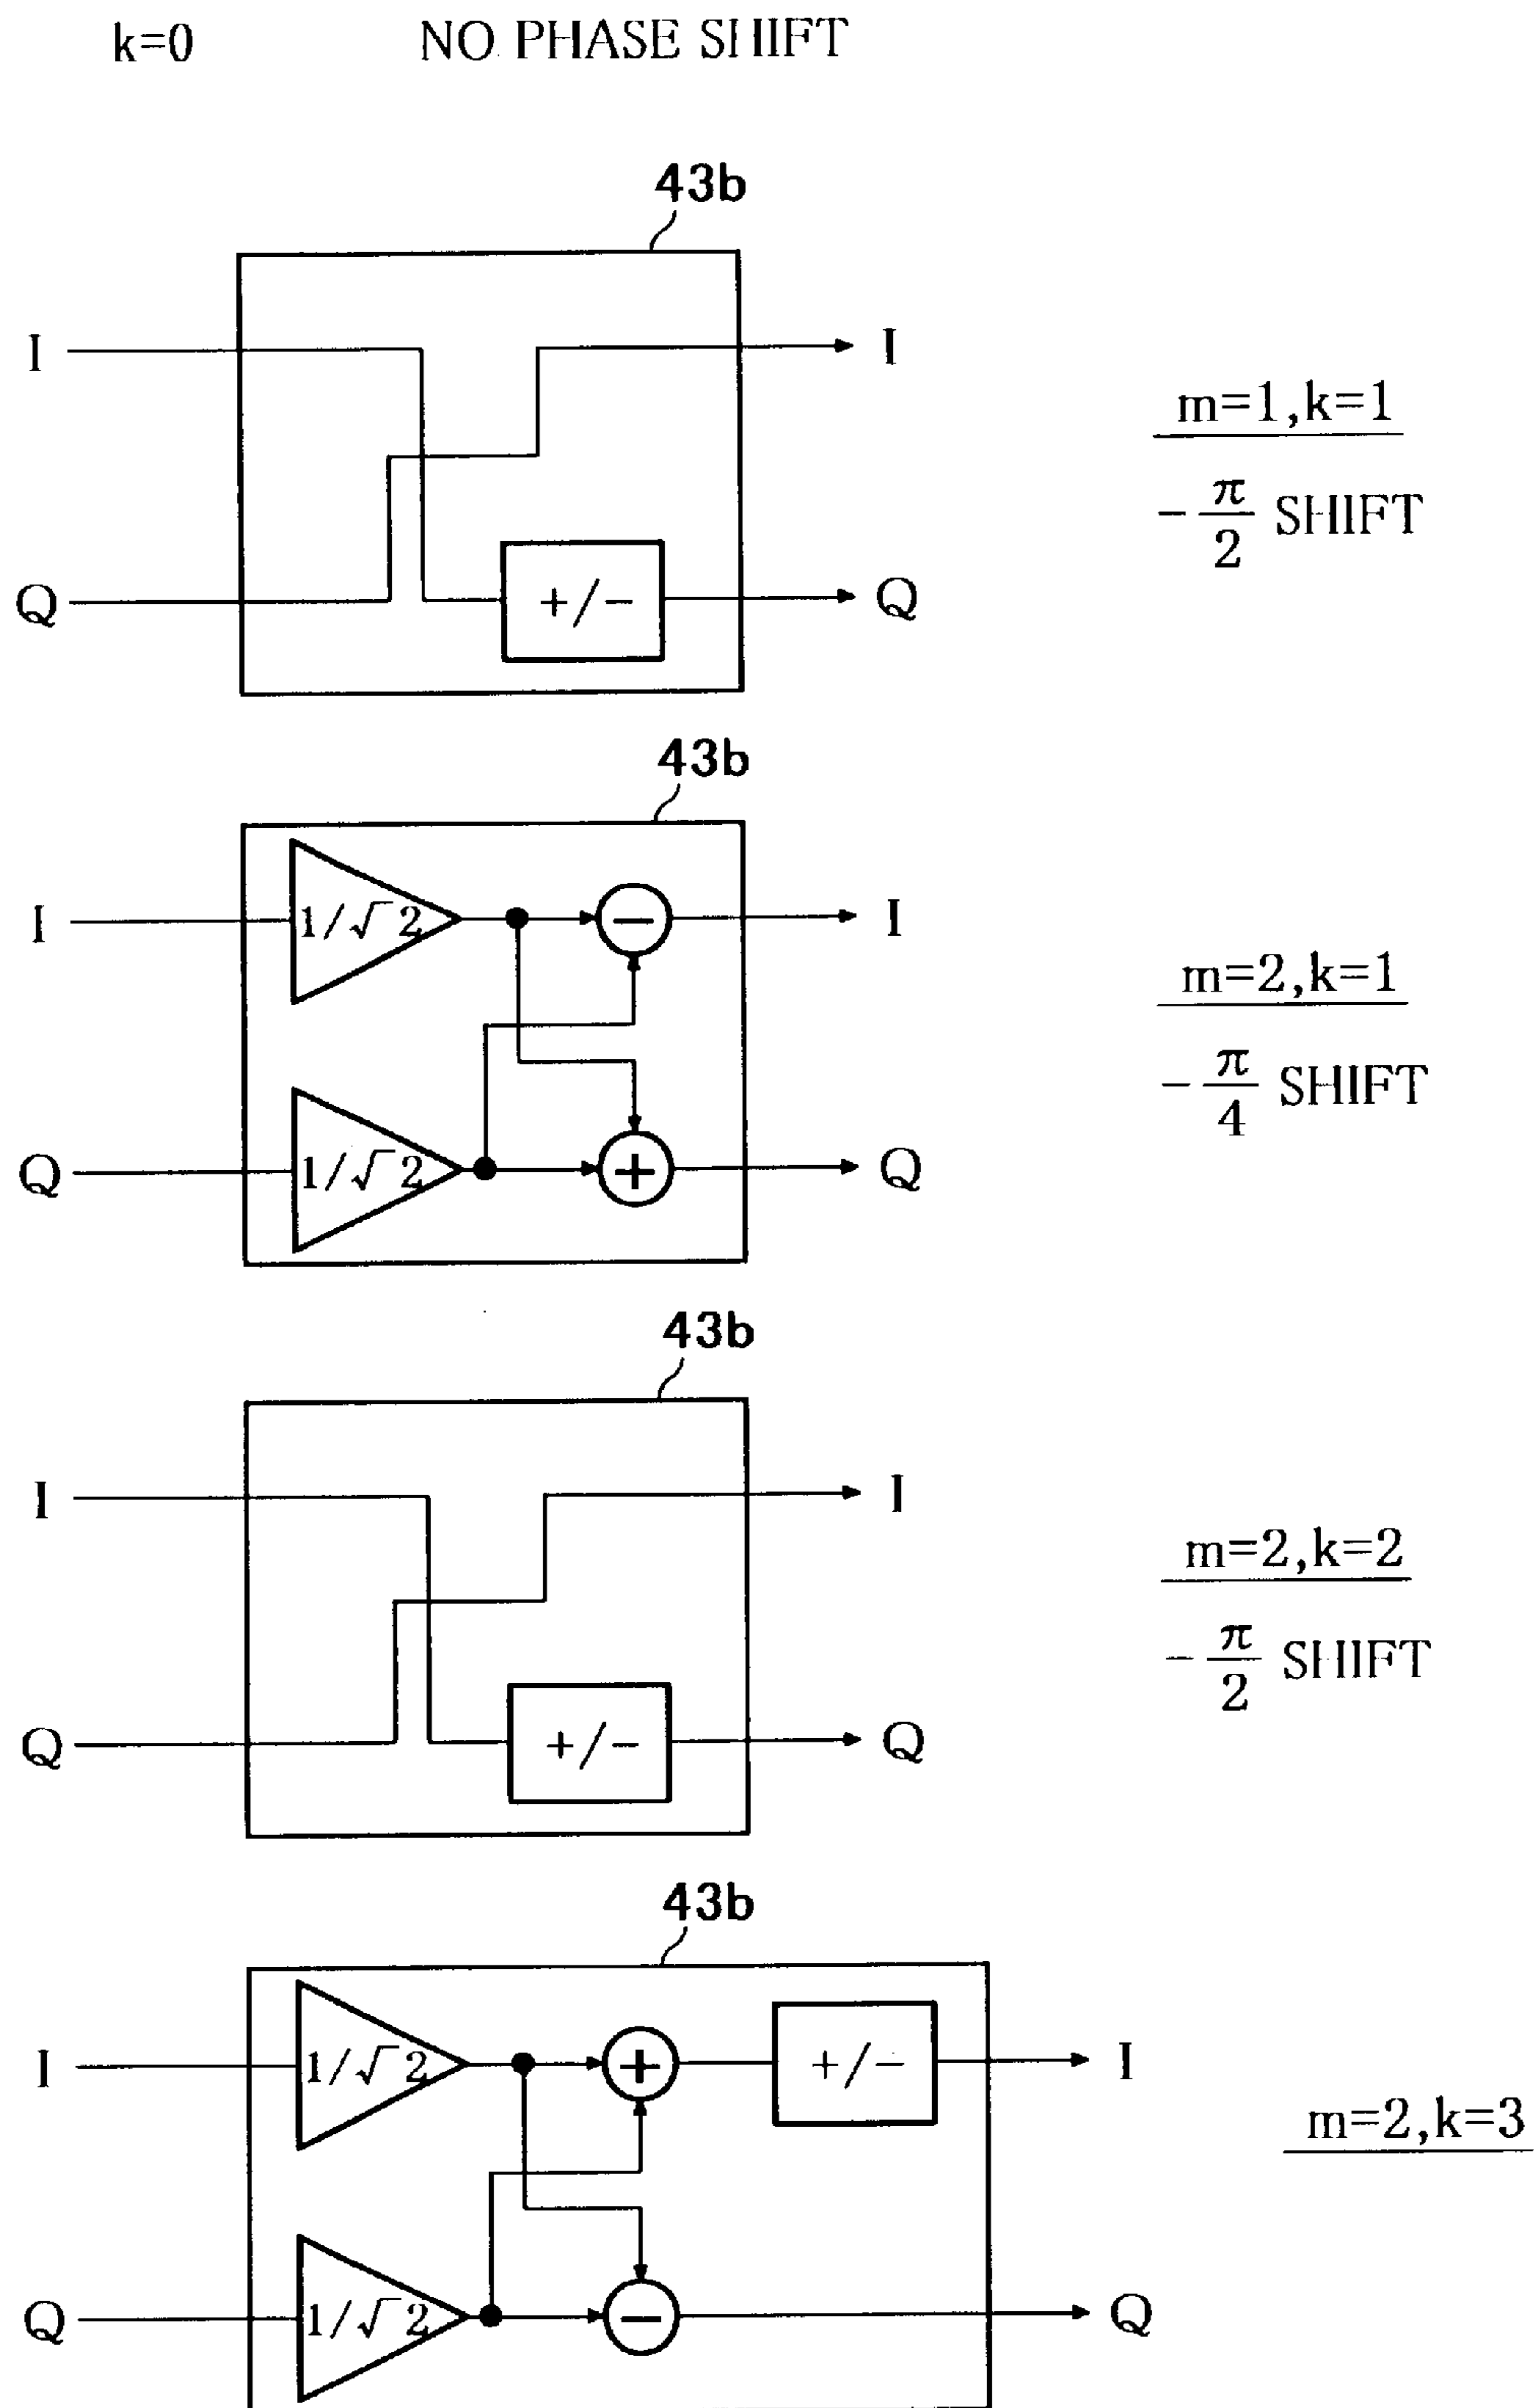 k=0 NO PHASE SHIFT
43b
I I
m=1,k=1
-π/2 SHIFT
Q +/- Q
43b
I 1/√2 − I
m=2,k=1
-π/4 SHIFT
Q 1/√2 + Q
43b
I I
m=2,k=2
-π/2 SHIFT
Q +/- Q
43b
I 1/√2 + +/- I
m=2,k=3
Q 1/√2 − Q